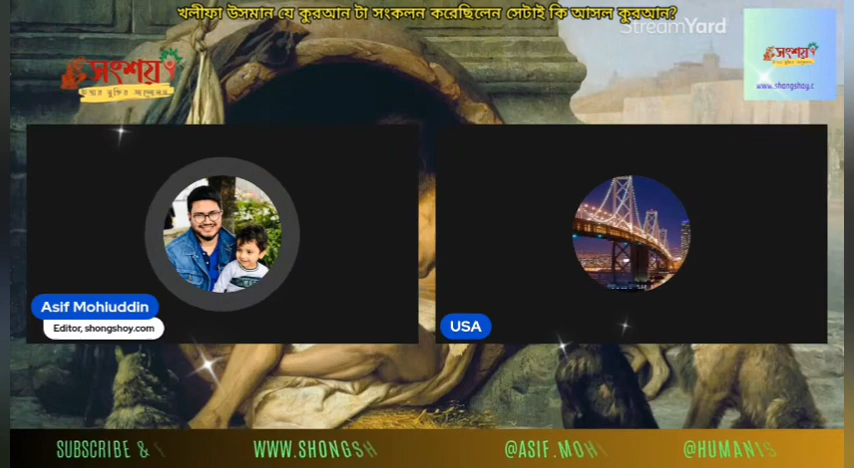 খলীফা উসমান যে কুরআন টা সংকলন করেছিলেন সেটাই কি আসল কুরআন?
StreamYard
সংশয়
সংশয়
www.shongshoy.c
Asif Mohiuddin
Editor, shongshoy.com
USA
SUBSCRIBE &
WWW.SHONGSH
@ASIF.MOHI
@HUMANIS